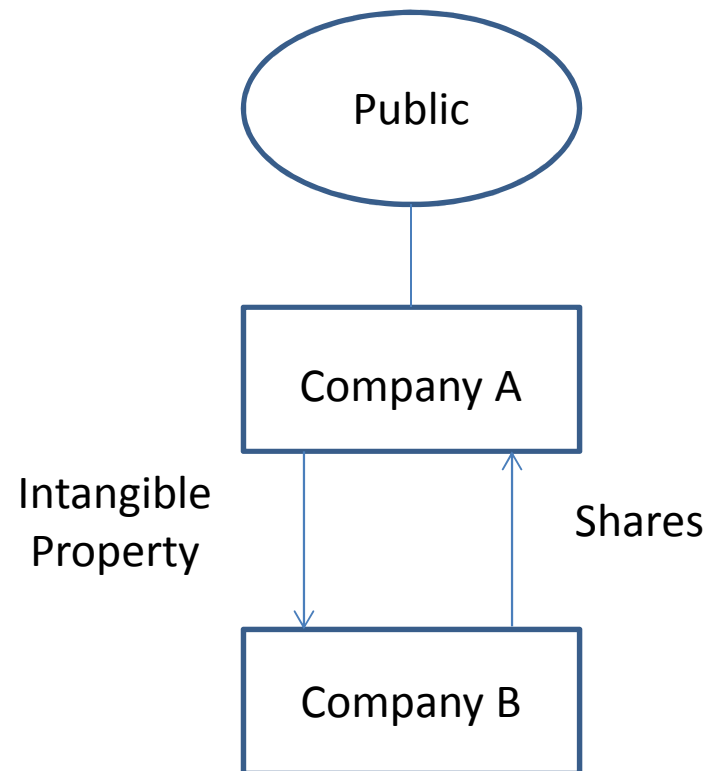 Public
Company A
Intangible
Property
Shares
Company B